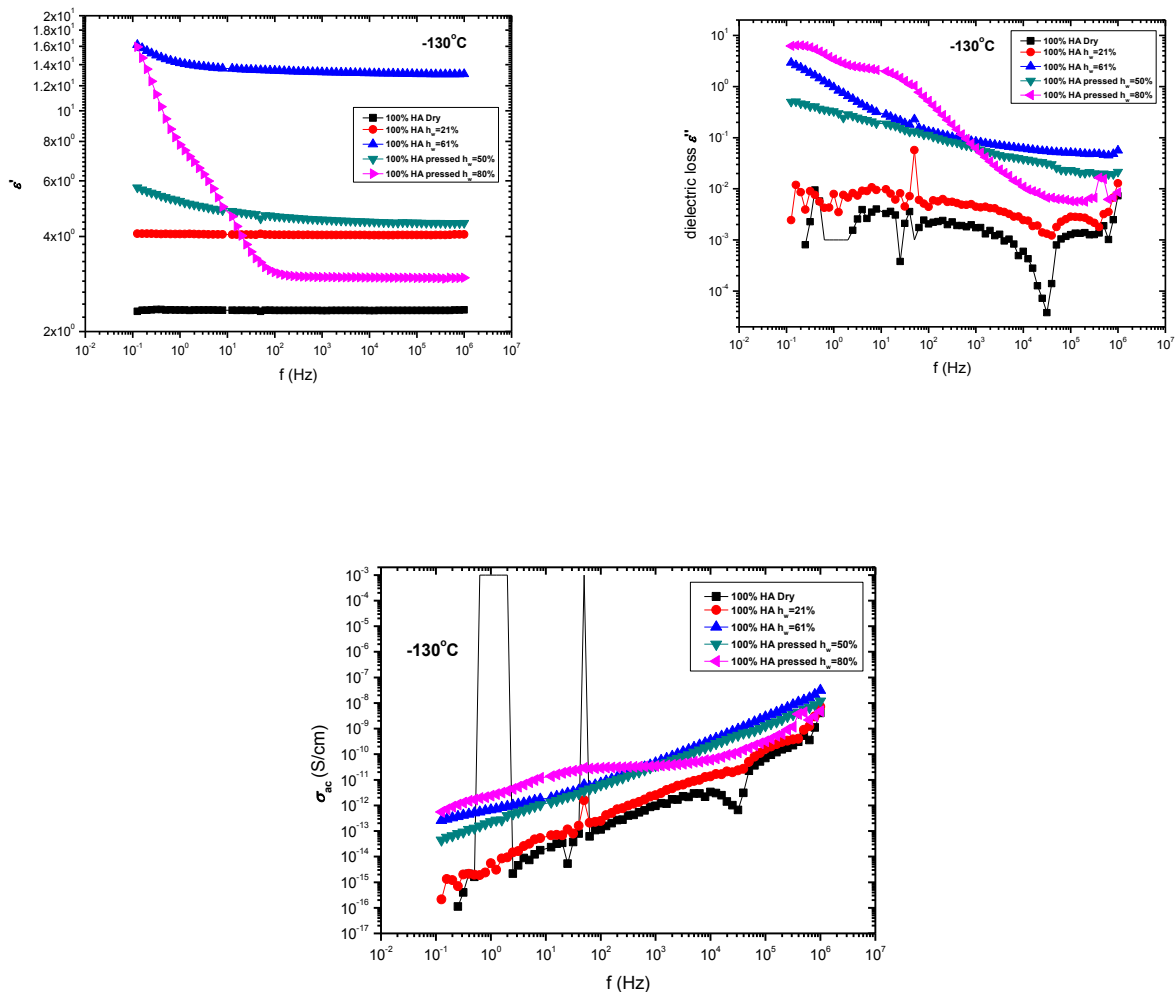 2x10¹
1.6x10¹
1.4x10¹
1.2x10¹
10¹
8x10⁰
6x10⁰
4x10⁰
2x10⁰
ε'
-130°C
100% HA Dry
100% HA h_w=21%
100% HA h_w=61%
100% HA pressed h_w=50%
100% HA pressed h_w=80%
10⁻² 10⁻¹ 10⁰ 10¹ 10² 10³ 10⁴ 10⁵ 10⁶ 10⁷
f (Hz)
10¹
10⁰
10⁻¹
10⁻²
10⁻³
10⁻⁴
dielectric loss ε''
-130°C
100% HA Dry
100% HA h_w=21%
100% HA h_w=61%
100% HA pressed h_w=50%
100% HA pressed h_w=80%
10⁻² 10⁻¹ 10⁰ 10¹ 10² 10³ 10⁴ 10⁵ 10⁶ 10⁷
f (Hz)
10⁻³
10⁻⁴
10⁻⁵
10⁻⁶
10⁻⁷
10⁻⁸
10⁻⁹
10⁻¹⁰
10⁻¹¹
10⁻¹²
10⁻¹³
10⁻¹⁴
10⁻¹⁵
10⁻¹⁶
10⁻¹⁷
σ_ac (S/cm)
-130°C
100% HA Dry
100% HA h_w=21%
100% HA h_w=61%
100% HA pressed h_w=50%
100% HA pressed h_w=80%
10⁻² 10⁻¹ 10⁰ 10¹ 10² 10³ 10⁴ 10⁵ 10⁶ 10⁷
f (Hz)